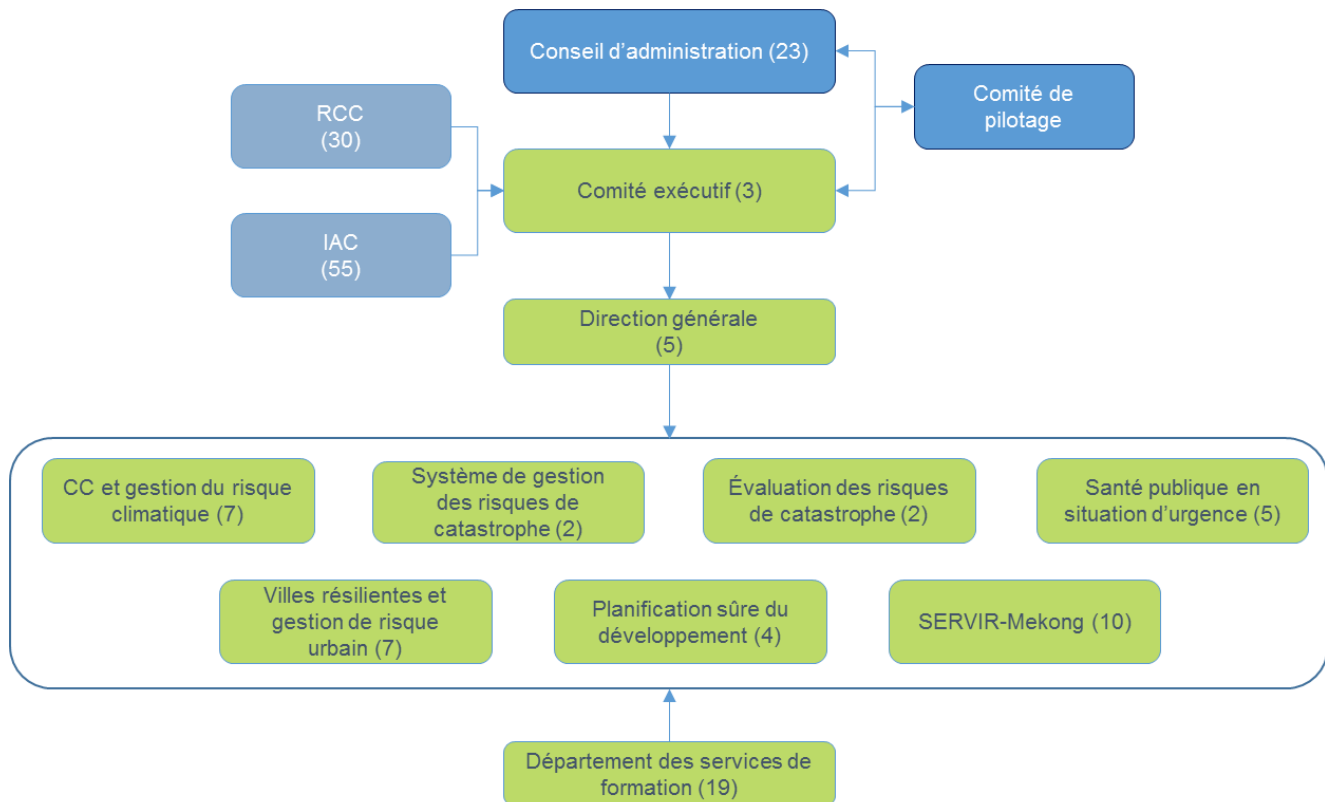 Conseil d’administration (23)
Comité de
pilotage
RCC
(30)
Comité exécutif (3)
IAC
(55)
Direction générale
(5)
CC et gestion du risque
climatique (7)
Système de gestion
des risques de
catastrophe (2)
Évaluation des risques
de catastrophe (2)
Santé publique en
situation d’urgence (5)
Villes résilientes et
gestion de risque
urbain (7)
Planification sûre du
développement (4)
SERVIR-Mekong (10)
Département des services de
formation (19)